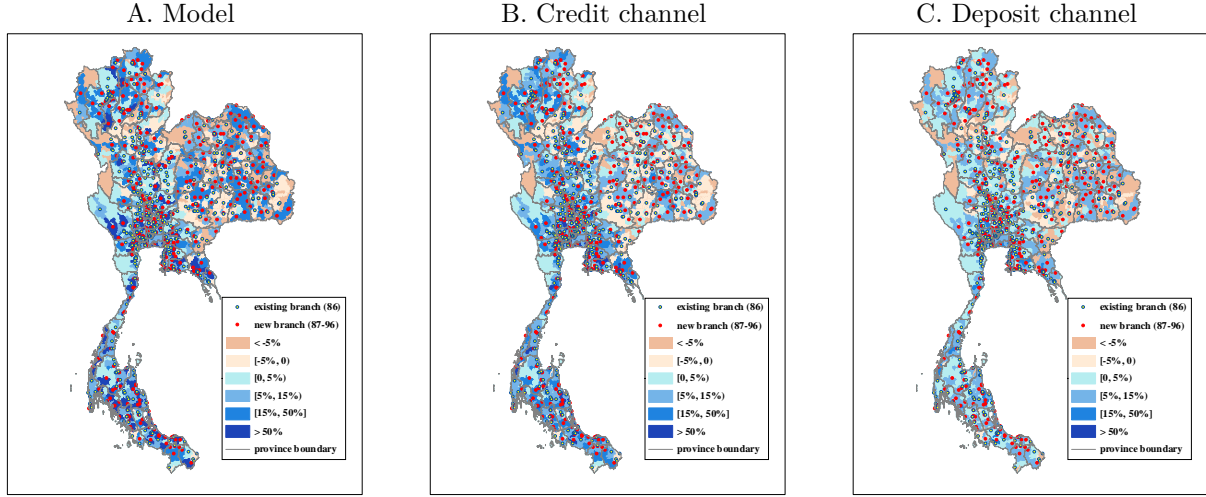 A. Model
existing branch (86)
new branch (87-96)
< -5%
[-5%, 0)
[0, 5%)
[5%, 15%)
[15%, 50%]
> 50%
province boundary
B. Credit channel
existing branch (86)
new branch (87-96)
< -5%
[-5%, 0)
[0, 5%)
[5%, 15%)
[15%, 50%]
> 50%
province boundary
C. Deposit channel
existing branch (86)
new branch (87-96)
< -5%
[-5%, 0)
[0, 5%)
[5%, 15%)
[15%, 50%]
> 50%
province boundary